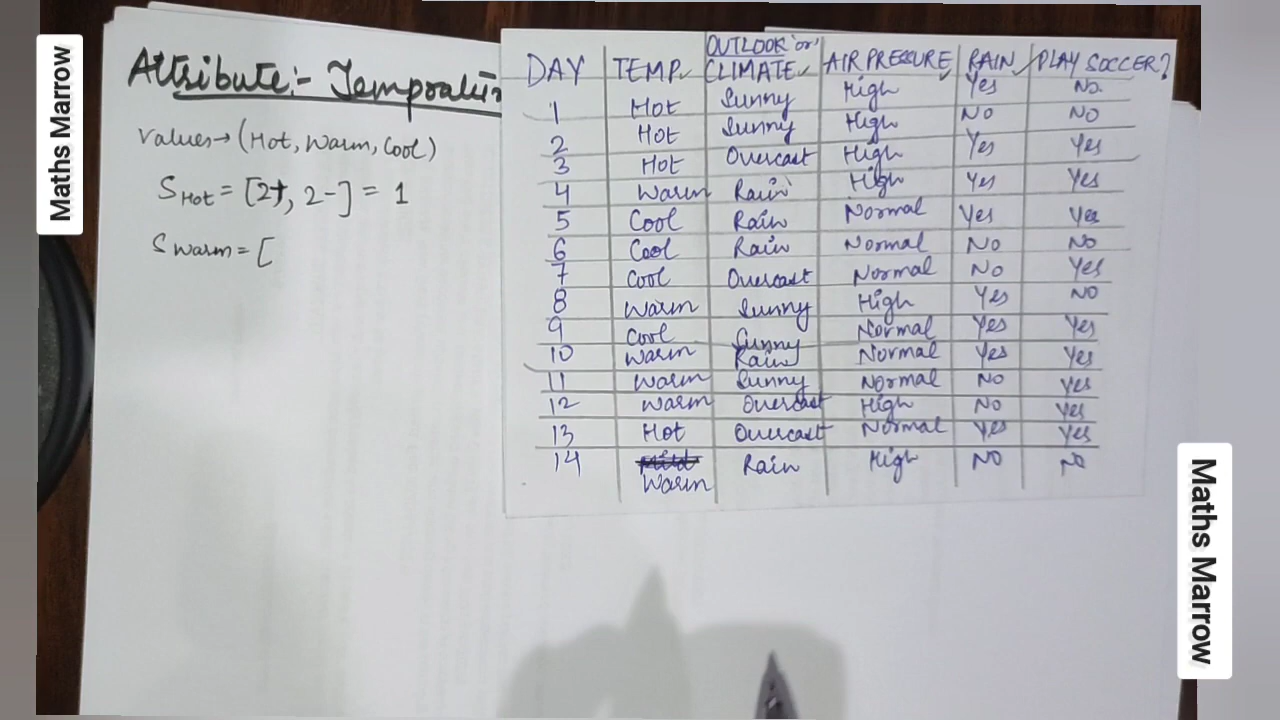 Maths Marrow
Attribute:- Temprautir
Values→ (Hot, Warm, Cool)
S Hot = [2+, 2-] = 1
S Warm = [
DAY TEMP. OUTLOOK 'or' CLIMATE AIR PRESSURE RAIN PLAY SOCCER?
1 Hot Sunny High Yes No.
2 Hot Sunny High NO NO
3 Hot Overcast High Yes Yes
4 Warm Rain High Yes Yes
5 Cool Rain Normal Yes Yes
6 Cool Rain Normal NO NO
7 Cool Overcast Normal No Yes
8 Warm Sunny High Yes NO
9 Cool Sunny Normal Yes Yes
10 Warm Rain Normal Yes Yes
11 Warm Sunny Normal No Yes
12 Warm Overcast High No Yes
13 Hot Overcast Normal Yes Yes
14 Mild Rain High NO NO
Warm
Maths Marrow